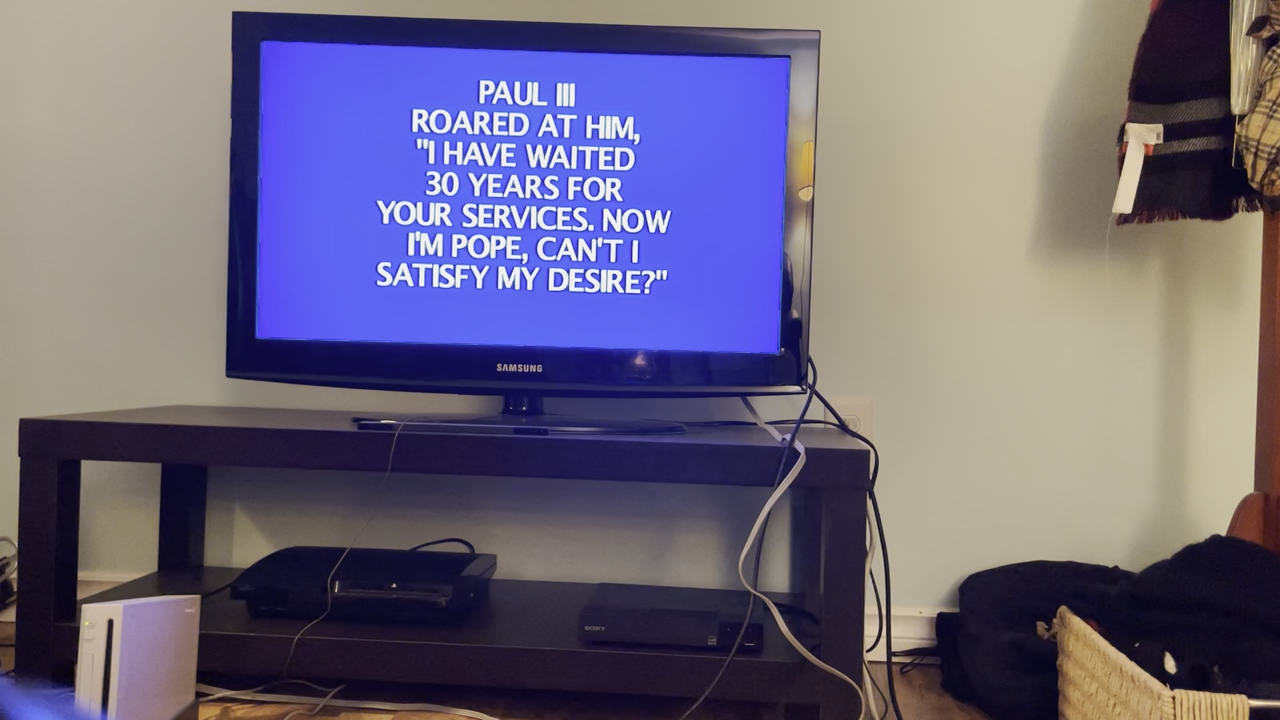 PAUL III
ROARED AT HIM,
"I HAVE WAITED
30 YEARS FOR
YOUR SERVICES. NOW
I'M POPE, CAN'T I
SATISFY MY DESIRE?"
SAMSUNG
SONY